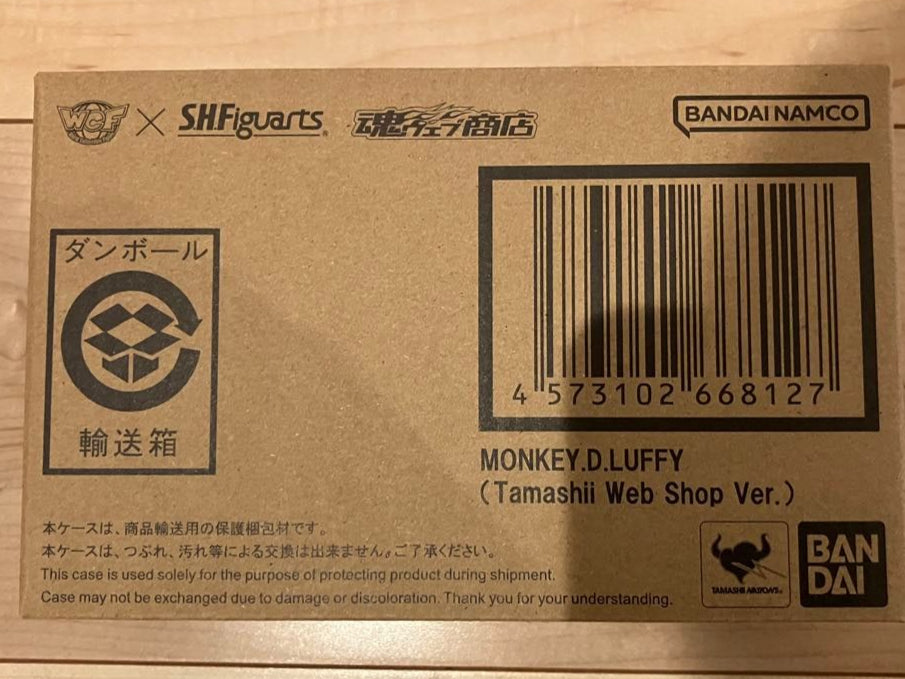 WCF × S.H.Figuarts® 魂ウェブ商店
BANDAI NAMCO
ダンボール
輸送箱
4 573102 668127
MONKEY.D.LUFFY
(Tamashii Web Shop Ver.)
本ケースは、商品輸送用の保護梱包材です。
本ケースは、つぶれ、汚れ等による交換は出来ません。ご了承ください。
This case is used solely for the purpose of protecting product during shipment.
Case may not be exchanged due to damage or discoloration. Thank you for your understanding.
TAMASHII NATIONS
BAN
DAI